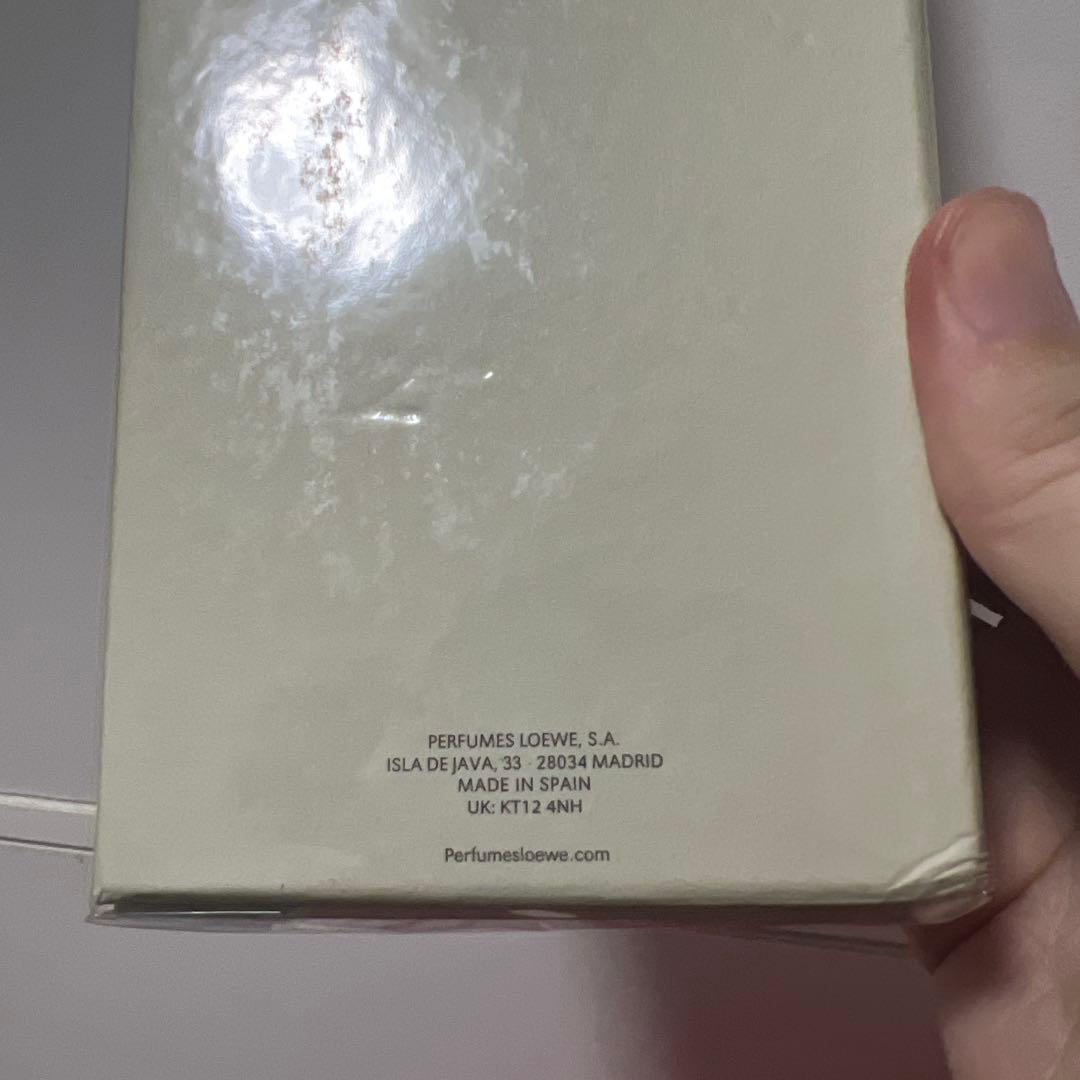 PERFUMES LOEWE, S.A.
ISLA DE JAVA, 33 - 28034 MADRID
MADE IN SPAIN
UK: KT12 4NH
Perfumesloewe.com